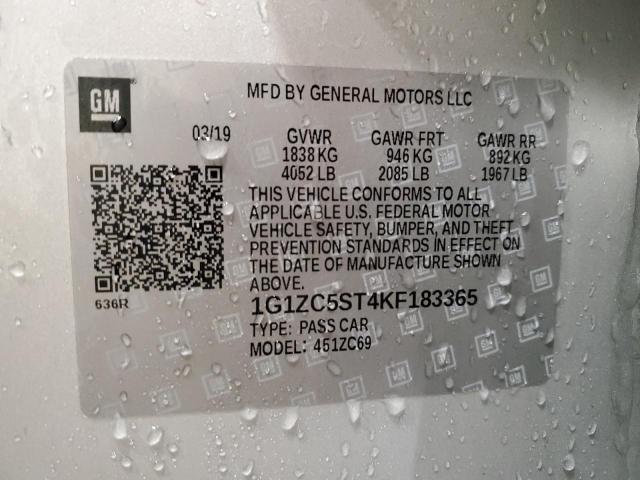 GM
MFD BY GENERAL MOTORS LLC
03/19 GVWR GAWR FRT GAWR RR
1838 KG 946 KG 892 KG
4052 LB 2085 LB 1967 LB
THIS VEHICLE CONFORMS TO ALL
APPLICABLE U.S. FEDERAL MOTOR
VEHICLE SAFETY, BUMPER, AND THEFT
PREVENTION STANDARDS IN EFFECT ON
THE DATE OF MANUFACTURE SHOWN
ABOVE.
636R
1G1ZC5ST4KF183365
TYPE: PASS CAR
MODEL: 451ZC69